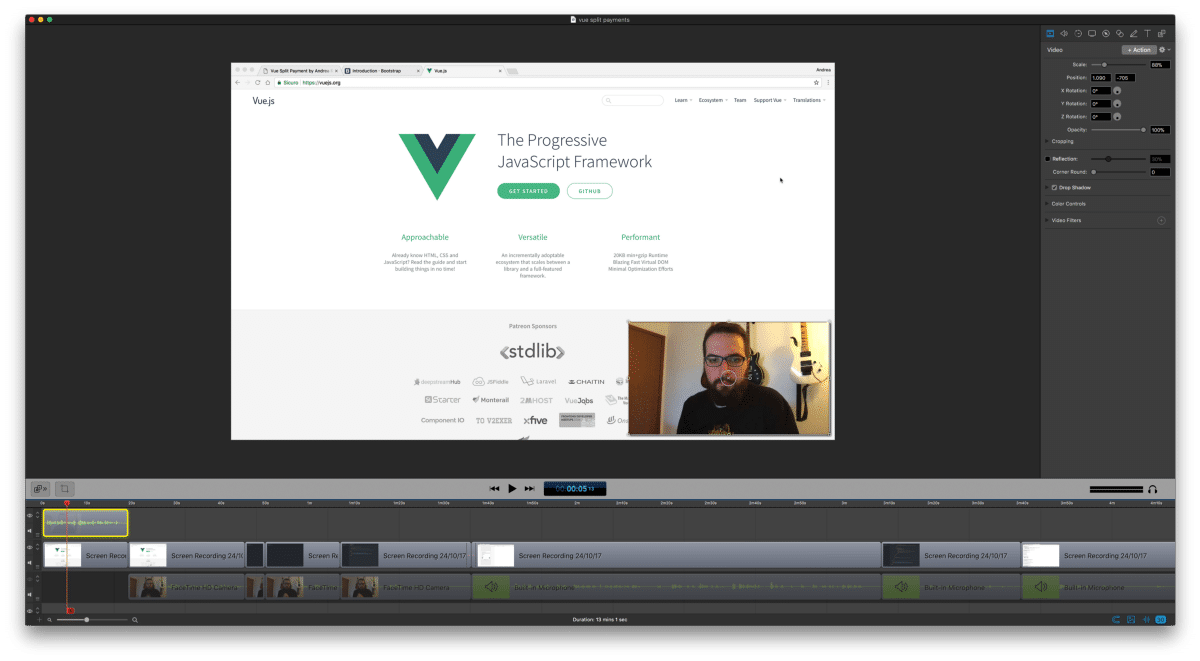 vue split payments
Video
+ Action
Vue Split Payment by Andrea
Introduction · Bootstrap
Vue.js
Andrea
Scale:
88%
Sicuro
https://vuejs.org
Position:
1.090
-705
X Rotation:
0°
Vue.js
Learn
Ecosystem
Team
Support Vue
Translations
Y Rotation:
0°
Z Rotation:
0°
Opacity:
100%
The Progressive
JavaScript Framework
Cropping
Reflection:
Corner Round:
0
GET STARTED
GITHUB
Drop Shadow
Color Controls
Video Filters
Approachable
Versatile
Performant
Already know HTML, CSS and
JavaScript? Read the guide and start
building things in no time!
An incrementally adoptable
ecosystem that scales between a
library and a full-featured
framework.
20KB min+gzip Runtime
Blazing Fast Virtual DOM
Minimal Optimization Efforts
Patreon Sponsors
<stdlib>
deepstreamHub
JSFiddle
Laravel
CHAITIN
Starter
Monterail
2MHOST
VueJobs
Component IO
TO V2EXER
xfive
00:00:05
Screen Recor
Screen Recording 24/10
Screen R
Screen Recording 24/10/17
Screen Recording 24/10/17
Screen Recording 24/10/17
Screen Recording 24/10/17
FaceTime HD Camera
FaceTime
FaceTime HD Camera
Built-in Microphone
Built-in Microphone
Built-in Microphone
Duration: 13 mins 1 sec